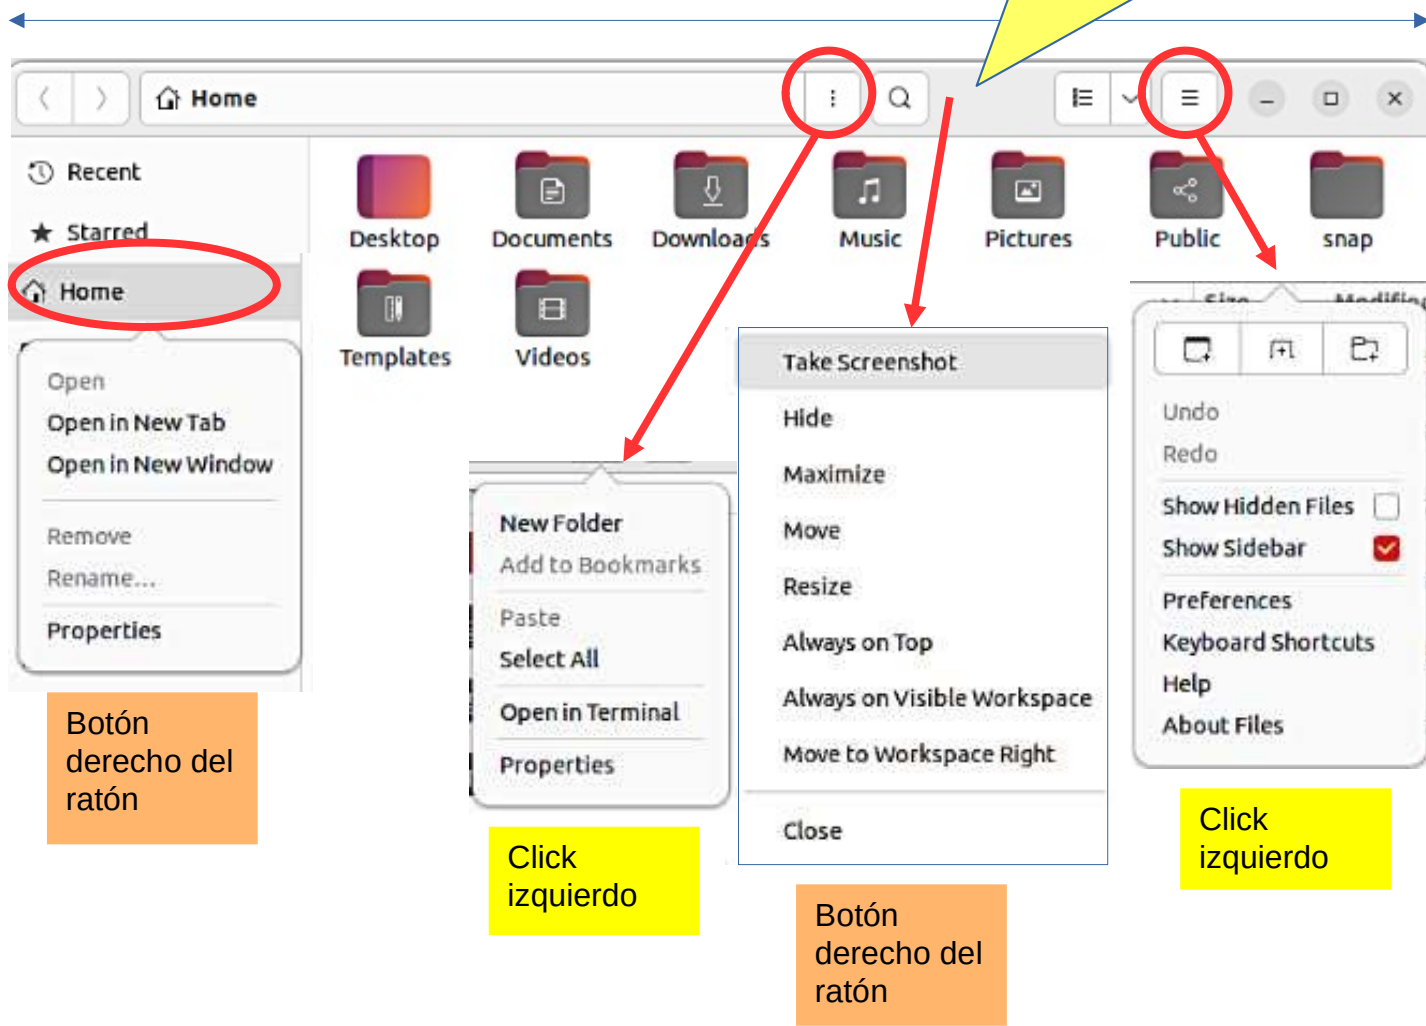 Home
Recent
Starred
Home
Desktop
Documents
Downloads
Music
Pictures
Public
snap
Templates
Videos
Open
Open in New Tab
Open in New Window
Remove
Rename...
Properties
Botón
derecho del
ratón
New Folder
Add to Bookmarks
Paste
Select All
Open in Terminal
Properties
Click
izquierdo
Take Screenshot
Hide
Maximize
Move
Resize
Always on Top
Always on Visible Workspace
Move to Workspace Right
Close
Botón
derecho del
ratón
Size Modified
Undo
Redo
Show Hidden Files
Show Sidebar
Preferences
Keyboard Shortcuts
Help
About Files
Click
izquierdo